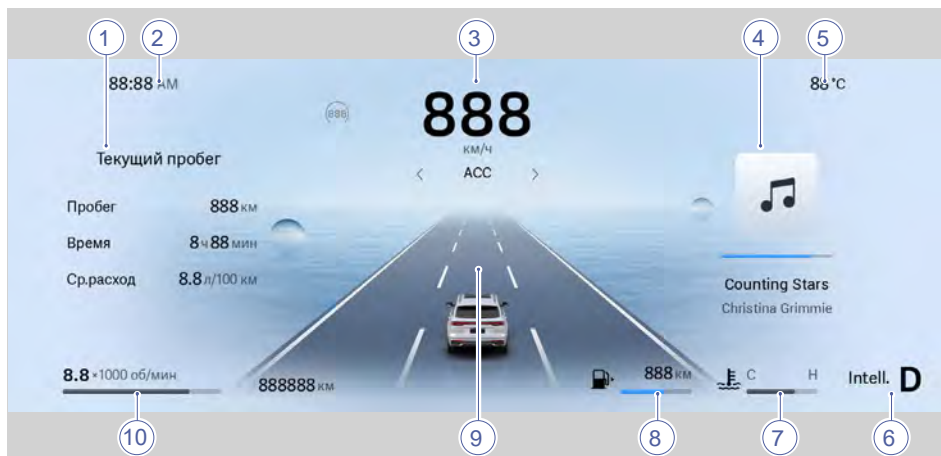 1 2 3 4 5
88:88 AM
88 °C
(888)
888
км/ч
< ACC >
Текущий пробег
Пробег 888 км
Время 8 ч 88 мин
Ср.расход 8.8 л/100 км
Counting Stars
Christina Grimmie
8.8 ×1000 об/мин
888888 км
888 км
C H
Intell. D
10 9 8 7 6